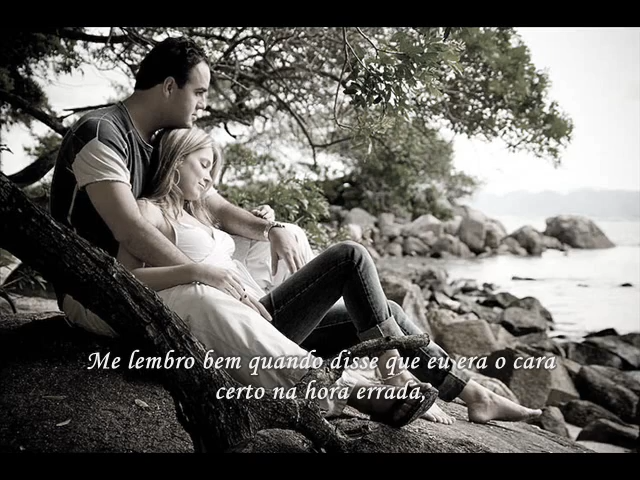 Me lembro bem quando disse que eu era o cara
certo na hora errada,